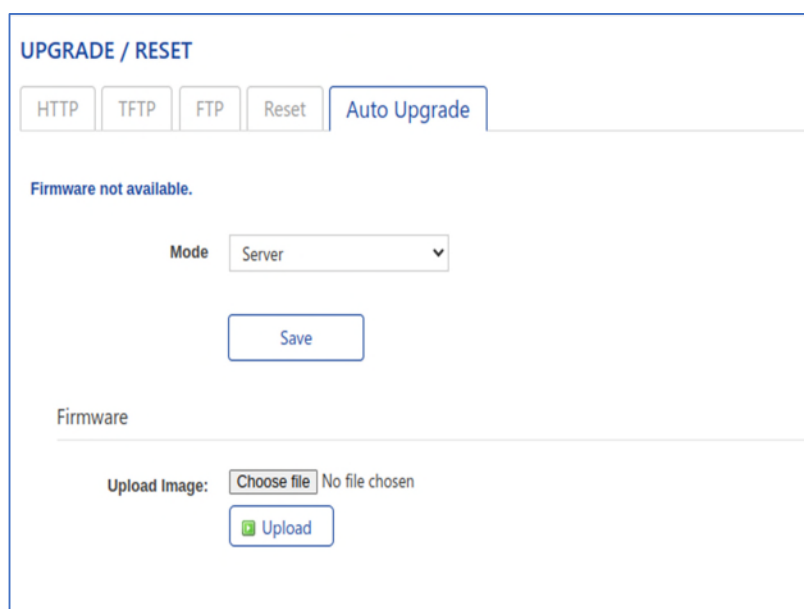 UPGRADE / RESET
HTTP TFTP FTP Reset Auto Upgrade
Firmware not available.
Mode Server
Save
Firmware
Upload Image: Choose file No file chosen
Upload